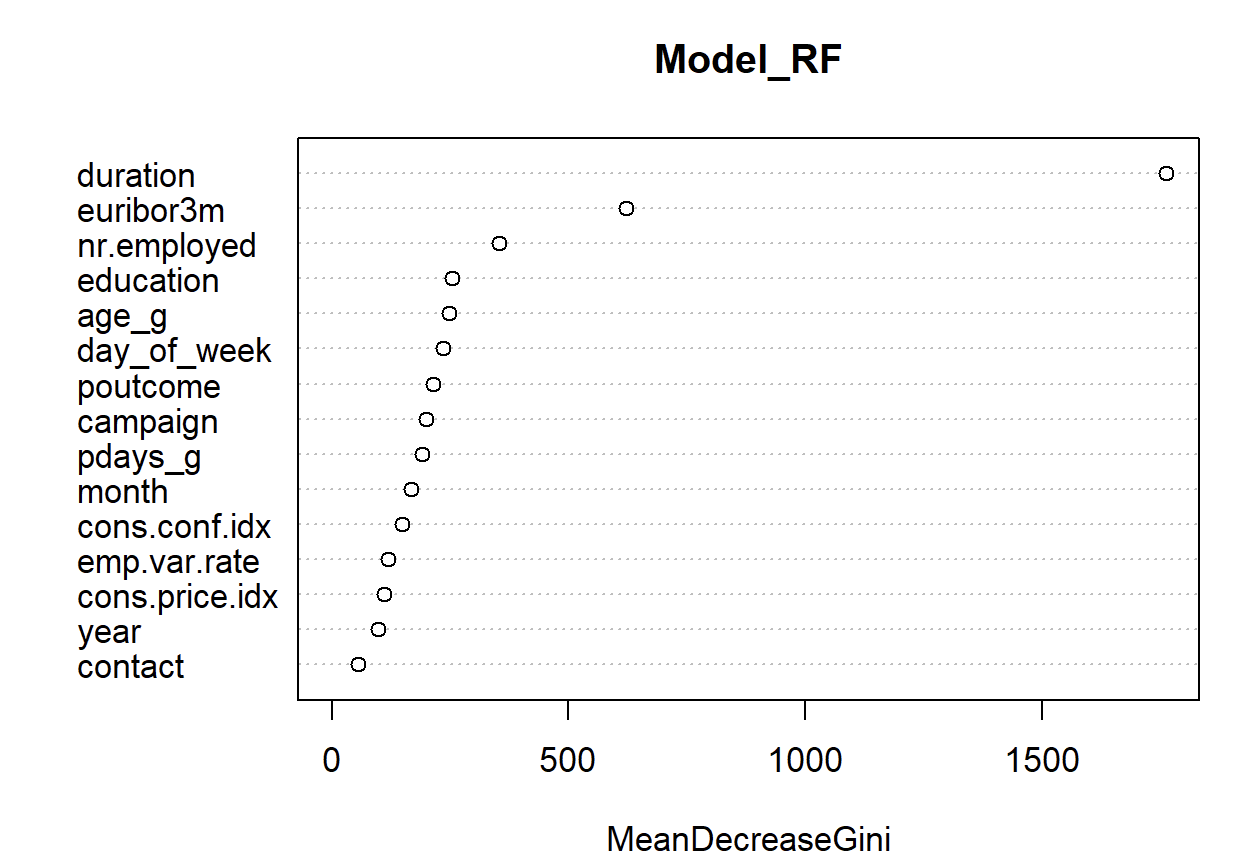 Model_RF
duration
euribor3m
nr.employed
education
age_g
day_of_week
poutcome
campaign
pdays_g
month
cons.conf.idx
emp.var.rate
cons.price.idx
year
contact
0 500 1000 1500
MeanDecreaseGini